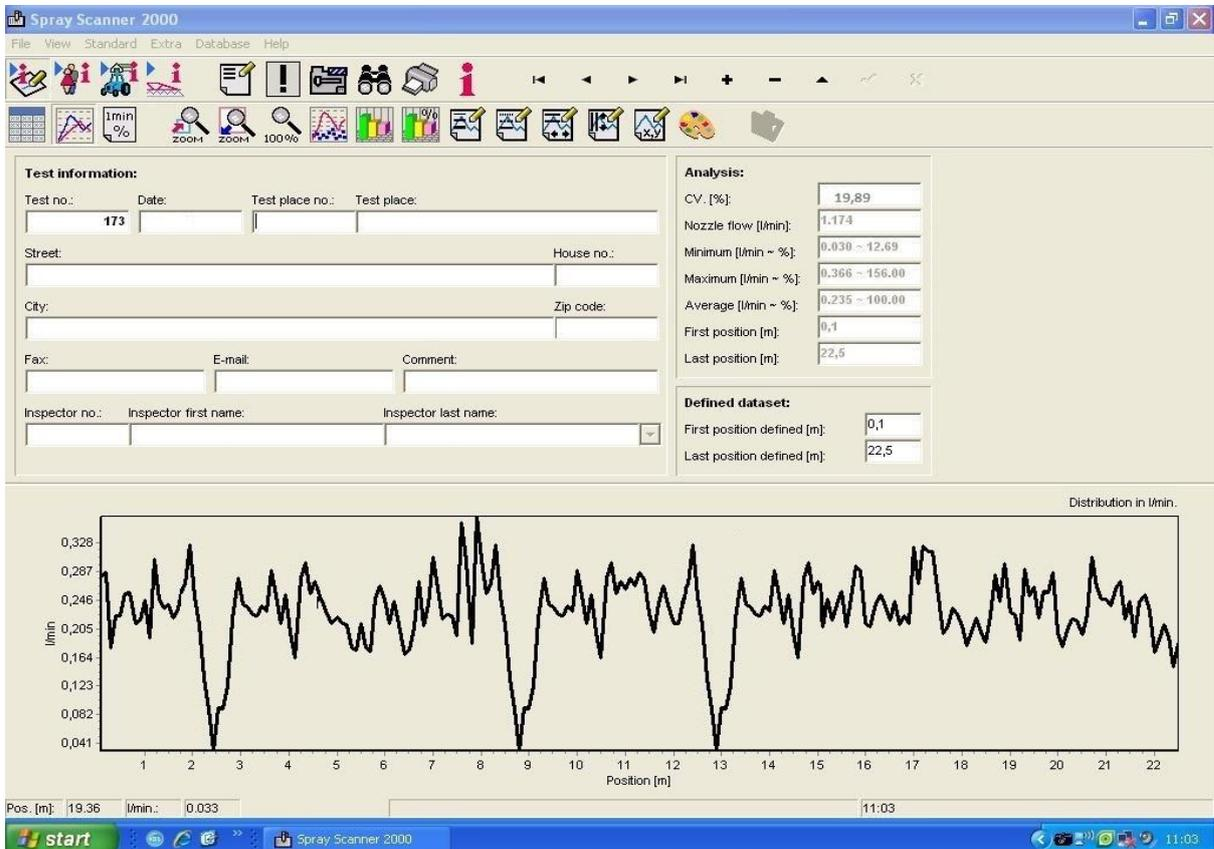 Spray Scanner 2000
File View Standard Extra Database Help
1min
%
ZOOM ZOOM 100% % x,y
Test information:
Test no.: Date: Test place no.: Test place:
173
Street: House no.:
City: Zip code:
Fax: E-mail: Comment:
Inspector no.: Inspector first name: Inspector last name:
Analysis:
CV. [%]: 19,89
Nozzle flow [l/min]: 1.174
Minimum [l/min ~ %]: 0.030 ~ 12.69
Maximum [l/min ~ %]: 0.366 ~ 156.00
Average [l/min ~ %]: 0.235 ~ 100.00
First position [m]: 0,1
Last position [m]: 22,5
Defined dataset:
First position defined [m]: 0,1
Last position defined [m]: 22,5
Distribution in l/min.
0,328
0,287
0,246
0,205
0,164
0,123
0,082
0,041
l/min
1 2 3 4 5 6 7 8 9 10 11 12 13 14 15 16 17 18 19 20 21 22
Position [m]
Pos. [m]: 19.36 l/min.: 0.033 11:03
start Spray Scanner 2000 11:03